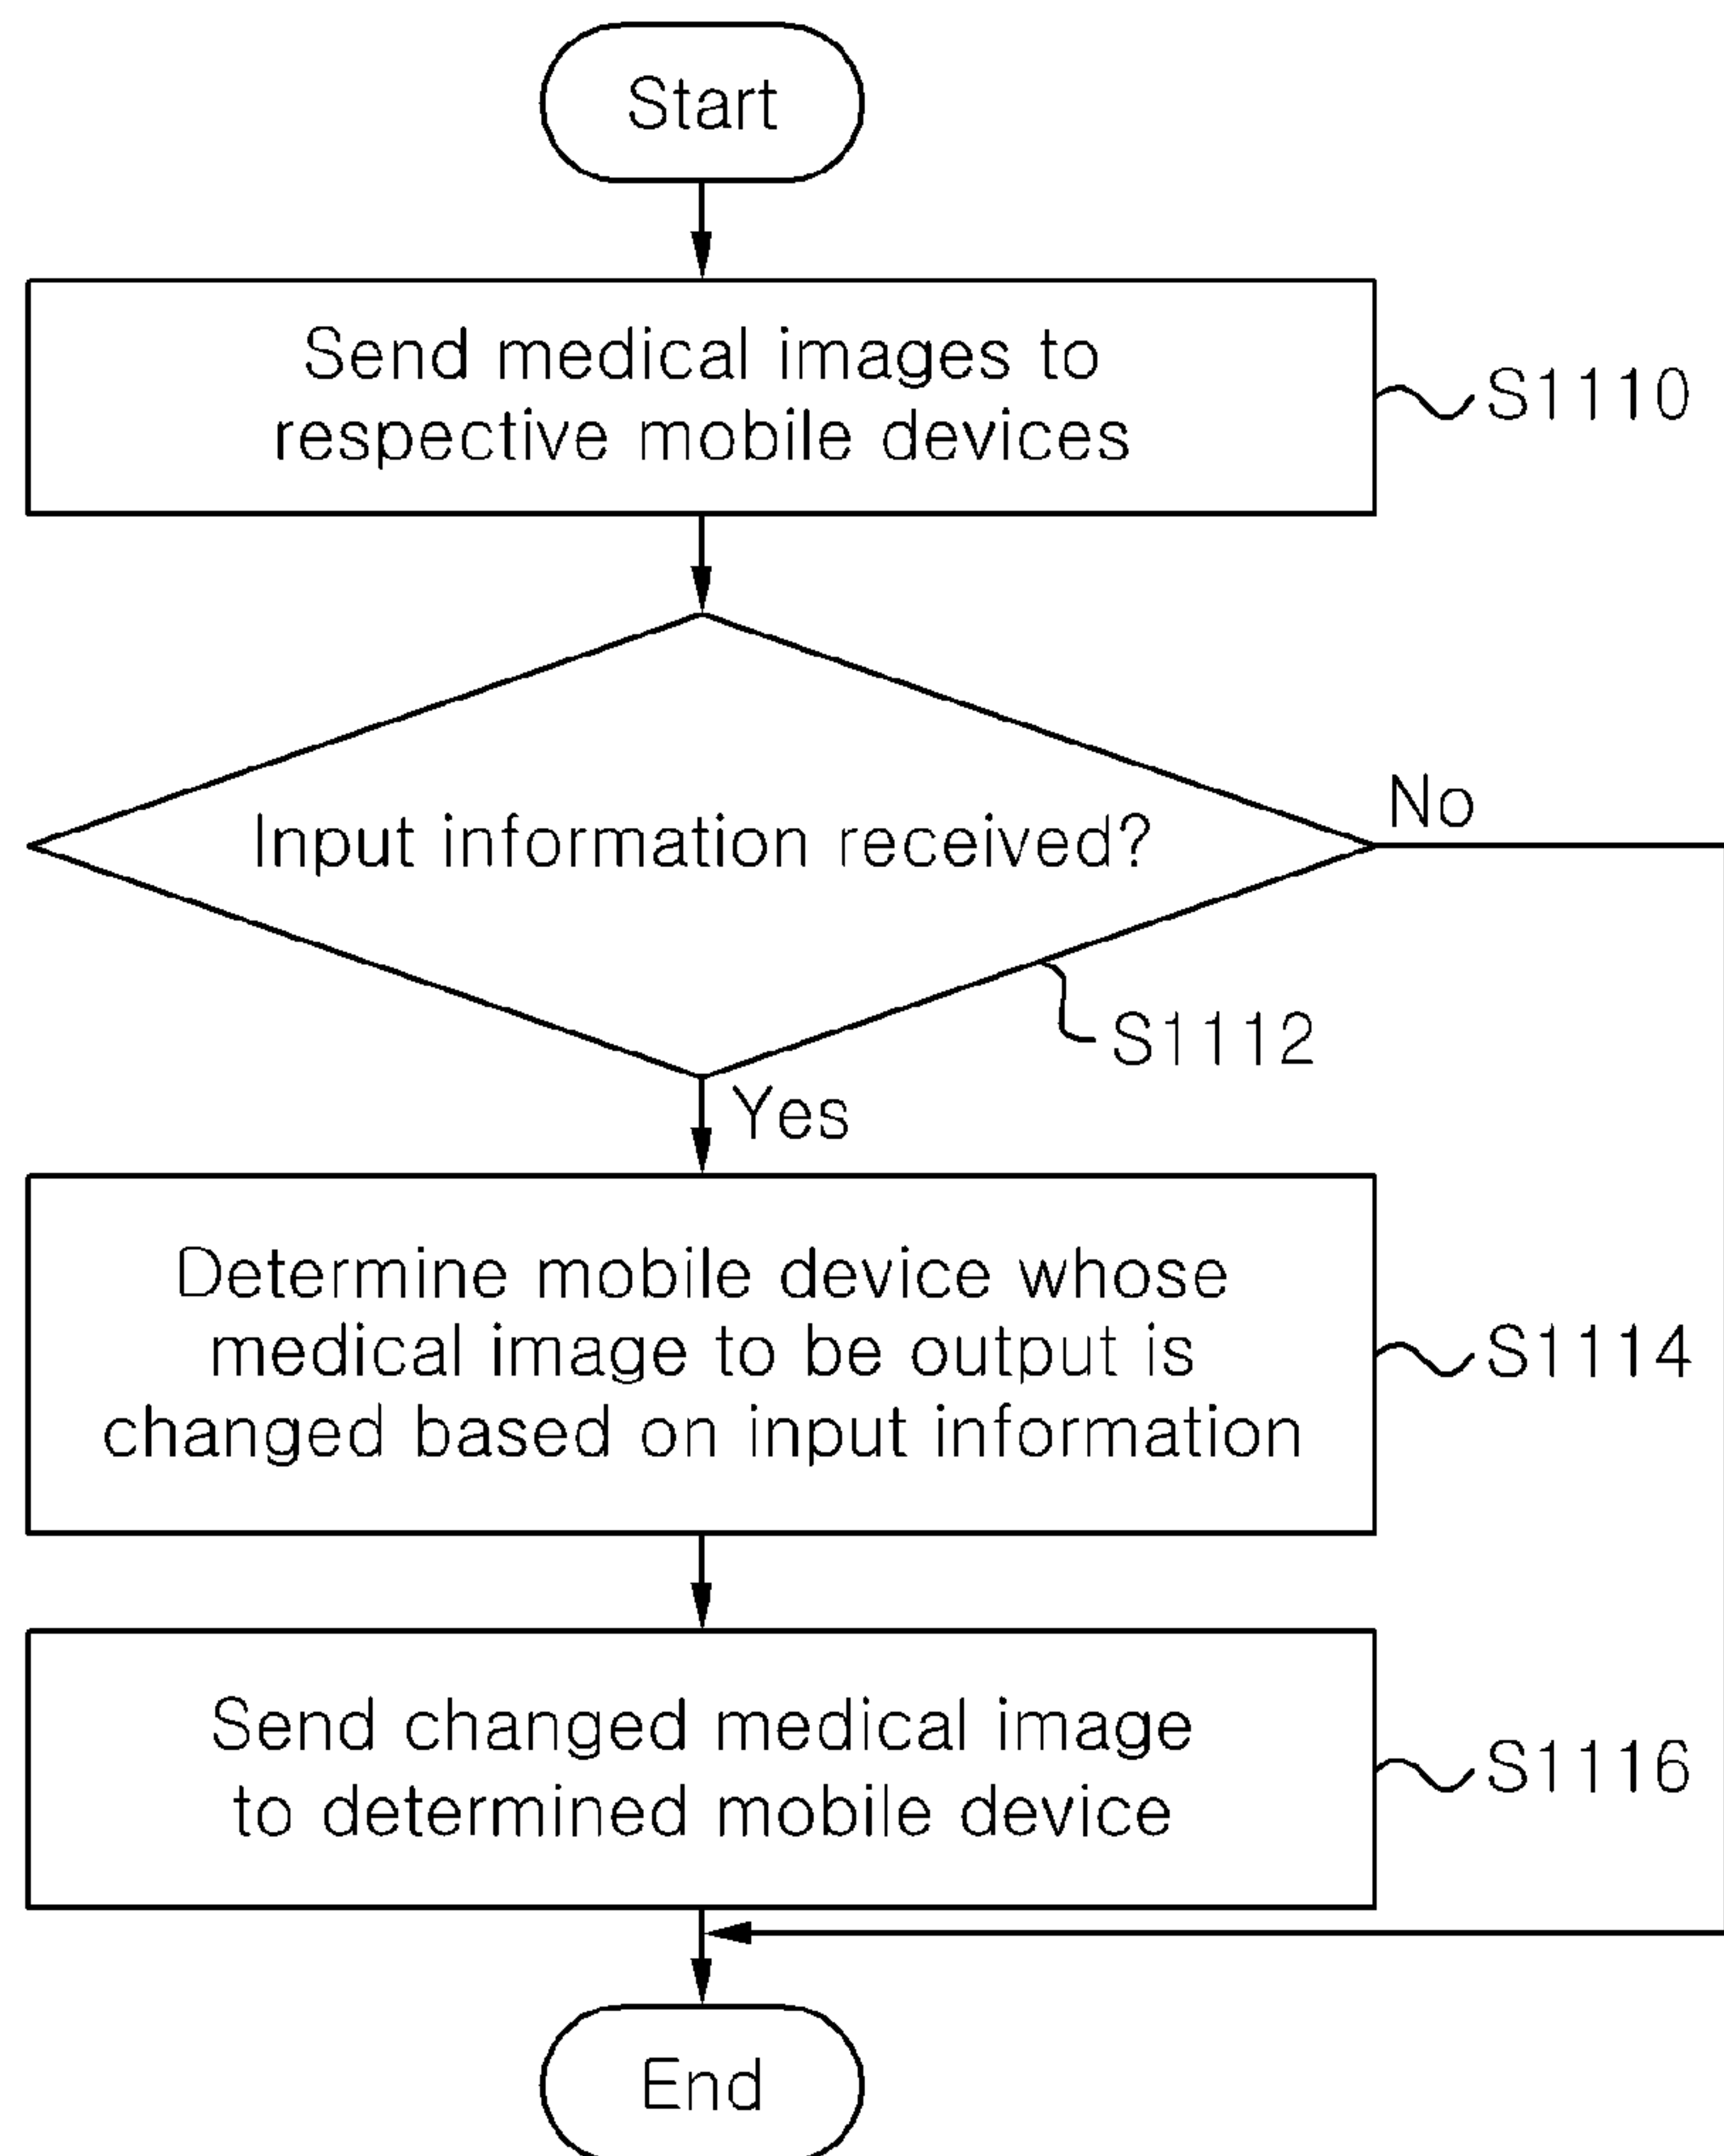 Start
Send medical images to
respective mobile devices
S1110
Input information received?
No
S1112
Yes
Determine mobile device whose
medical image to be output is
changed based on input information
S1114
Send changed medical image
to determined mobile device
S1116
End